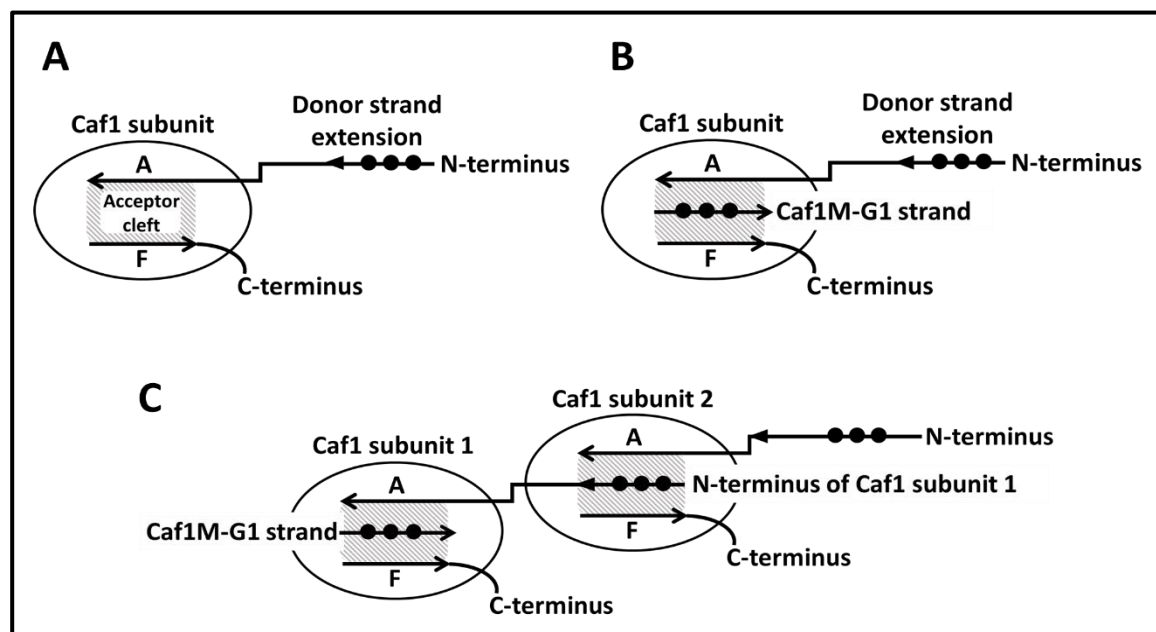 A
Donor strand
extension
Caf1 subunit
A
N-terminus
Acceptor
cleft
F
C-terminus
B
Donor strand
extension
Caf1 subunit
A
N-terminus
Caf1M-G1 strand
F
C-terminus
C
Caf1 subunit 2
A
N-terminus
Caf1 subunit 1
A
N-terminus of Caf1 subunit 1
Caf1M-G1 strand
F
C-terminus
F
C-terminus